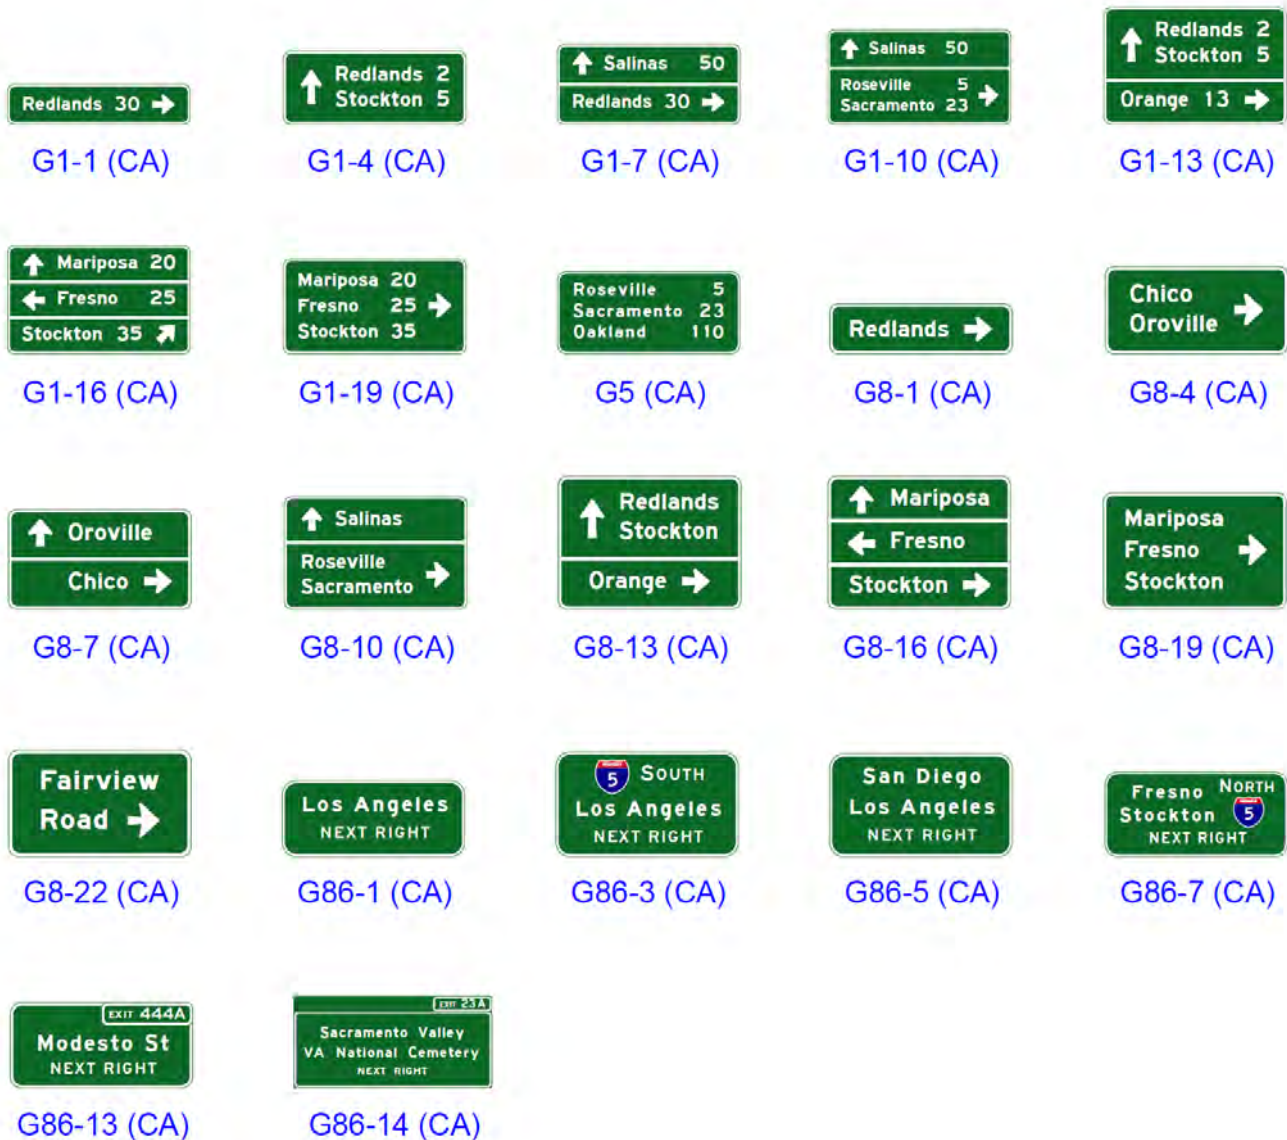 Redlands 30
G1-1 (CA)
Redlands 2
Stockton 5
G1-4 (CA)
Salinas 50
Redlands 30
G1-7 (CA)
Salinas 50
Roseville 5
Sacramento 23
G1-10 (CA)
Redlands 2
Stockton 5
Orange 13
G1-13 (CA)
Mariposa 20
Fresno 25
Stockton 35
G1-16 (CA)
Mariposa 20
Fresno 25
Stockton 35
G1-19 (CA)
Roseville 5
Sacramento 23
Oakland 110
G5 (CA)
Redlands
G8-1 (CA)
Chico
Oroville
G8-4 (CA)
Oroville
Chico
G8-7 (CA)
Salinas
Roseville
Sacramento
G8-10 (CA)
Redlands
Stockton
Orange
G8-13 (CA)
Mariposa
Fresno
Stockton
G8-16 (CA)
Mariposa
Fresno
Stockton
G8-19 (CA)
Fairview
Road
G8-22 (CA)
Los Angeles
NEXT RIGHT
G86-1 (CA)
5 SOUTH
Los Angeles
NEXT RIGHT
G86-3 (CA)
San Diego
Los Angeles
NEXT RIGHT
G86-5 (CA)
Fresno NORTH
Stockton 5
NEXT RIGHT
G86-7 (CA)
EXIT 444A
Modesto St
NEXT RIGHT
G86-13 (CA)
EXIT 23A
Sacramento Valley
VA National Cemetery
NEXT RIGHT
G86-14 (CA)